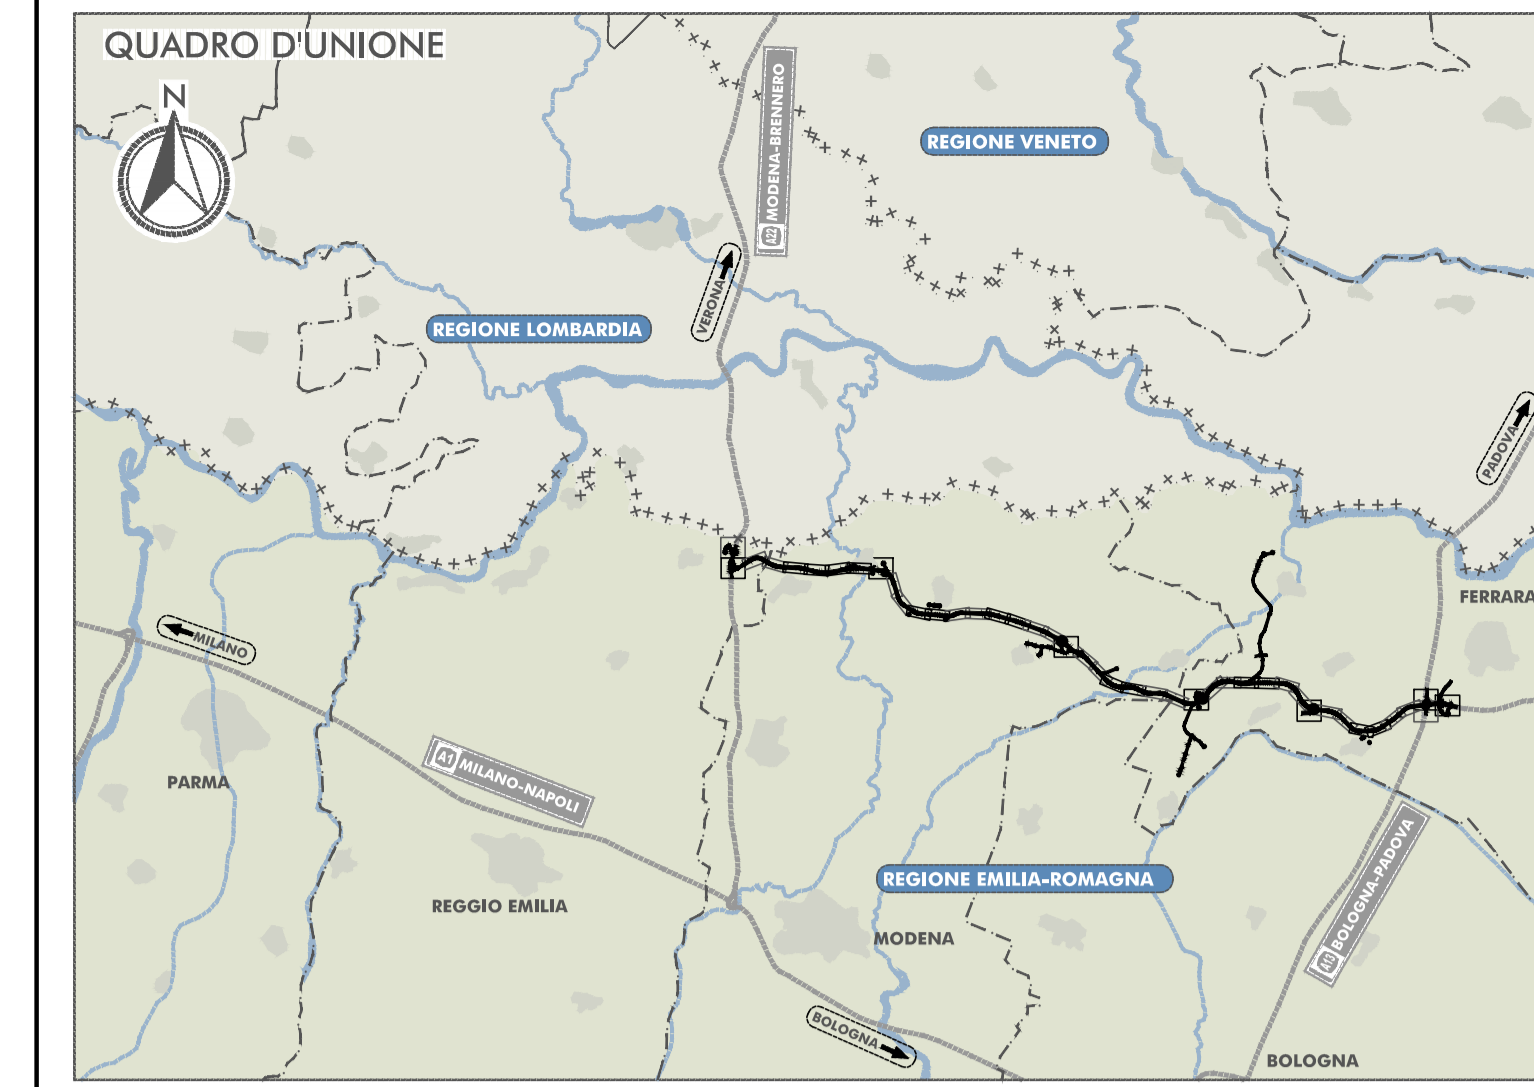 QUADRO D'UNIONE
N
A22 MODENA-BRENNERO
REGIONE VENETO
VERONA
REGIONE LOMBARDIA
PADOVA
FERRARA
MILANO
PARMA
A1 MILANO-NAPOLI
REGIONE EMILIA-ROMAGNA
REGGIO EMILIA
MODENA
A13 BOLOGNA-PADOVA
BOLOGNA
BOLOGNA